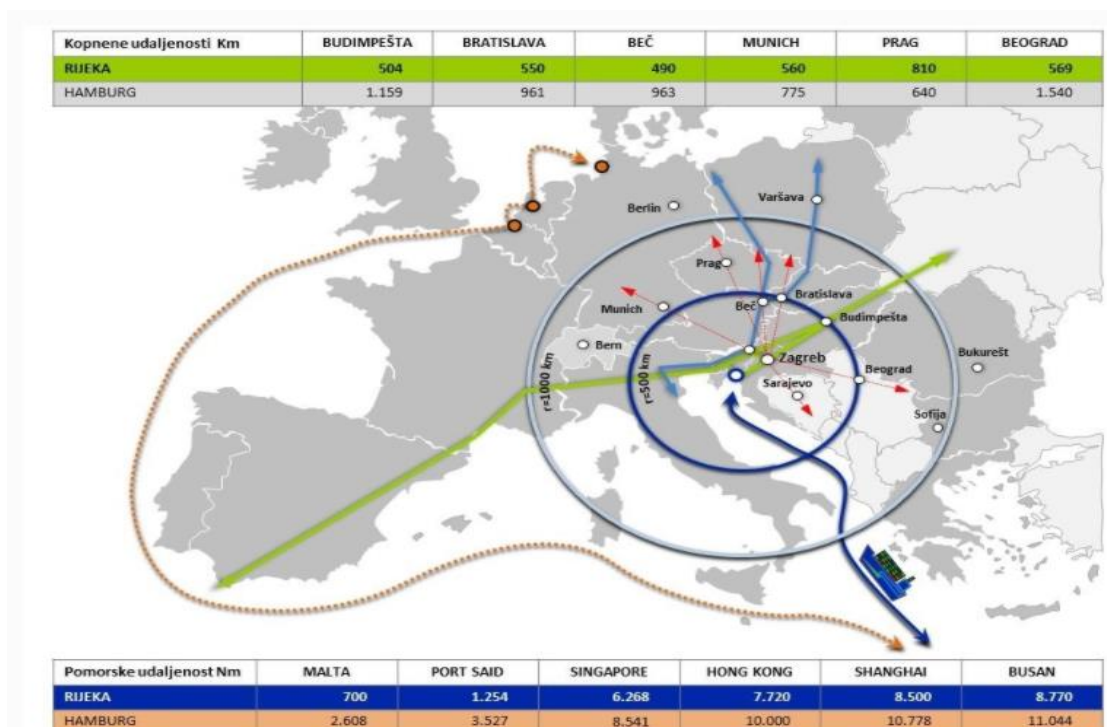 Kopnene udaljenosti Km BUDIMPEŠTA BRATISLAVA BEČ MUNICH PRAG BEOGRAD
RIJEKA 504 550 490 560 810 569
HAMBURG 1.159 961 963 775 640 1.540
Varšava
Berlin
Prag
Bratislava
Beč
Munich
Budimpešta
Bern
Zagreb
Bukurešt
r=1000 km
r=500 km
Beograd
Sarajevo
Sofija
Pomorske udaljenost Nm MALTA PORT SAID SINGAPORE HONG KONG SHANGHAI BUSAN
RIJEKA 700 1.254 6.268 7.720 8.500 8.770
HAMBURG 2.608 3.527 8.541 10.000 10.778 11.044